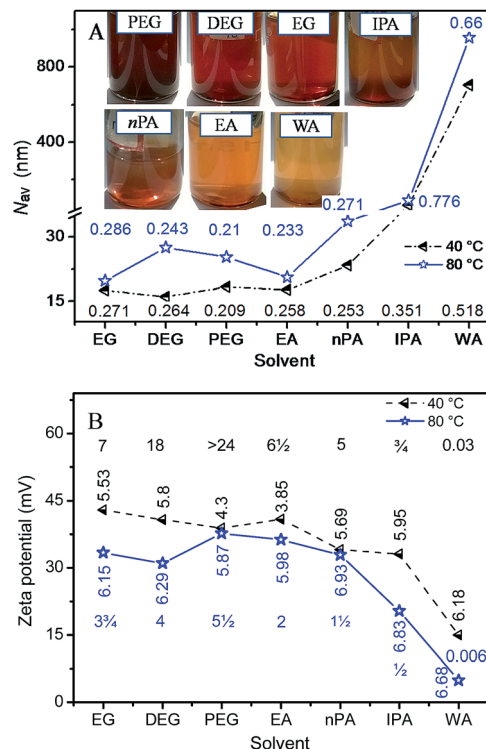 A
PEG
DEG
EG
IPA
nPA
EA
WA
0.66
1000
800
400
30
15
Nav (nm)
0.286
0.243
0.21
0.233
0.271
0.776
40 °C
80 °C
0.271
0.264
0.209
0.258
0.253
0.351
0.518
EG
DEG
PEG
EA
nPA
IPA
WA
Solvent
B
40 °C
80 °C
60
45
30
15
0
Zeta potential (mV)
7
18
>24
6½
5
¾
0.03
5.53
5.8
4.3
3.85
5.69
5.95
6.18
6.15
6.29
5.87
5.98
6.93
6.83
6.68
0.006
3¾
4
5½
2
1½
½
EG
DEG
PEG
EA
nPA
IPA
WA
Solvent